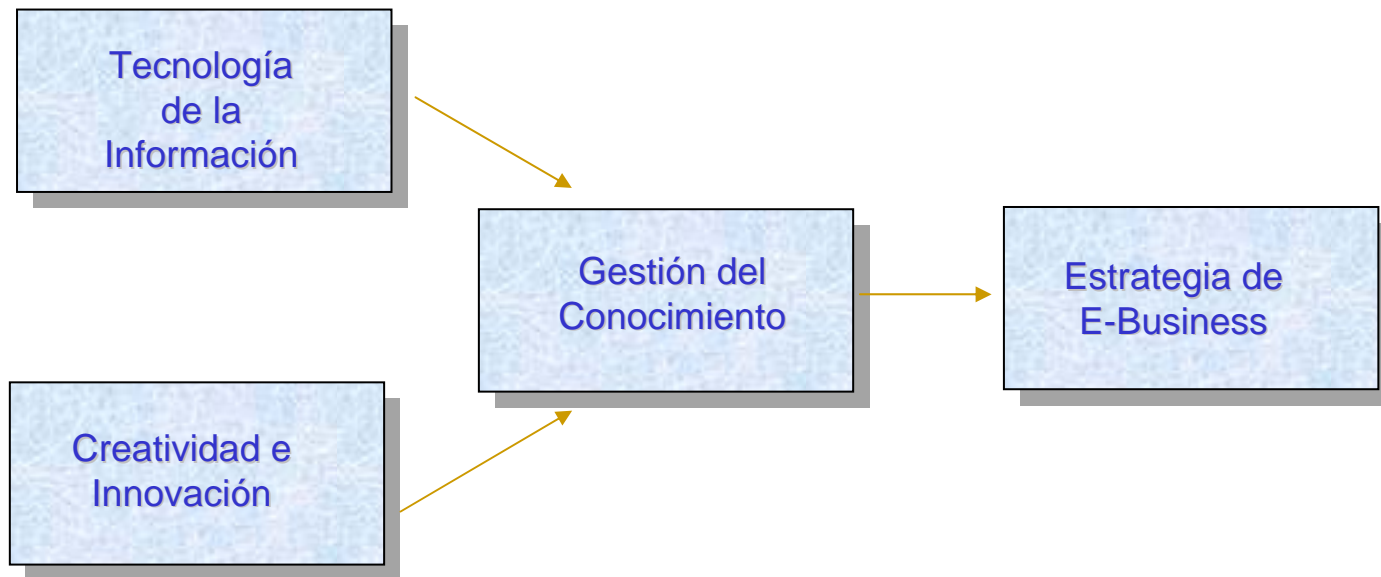 Tecnología
de la
Información
Creatividad e
Innovación
Gestión del
Conocimiento
Estrategia de
E-Business